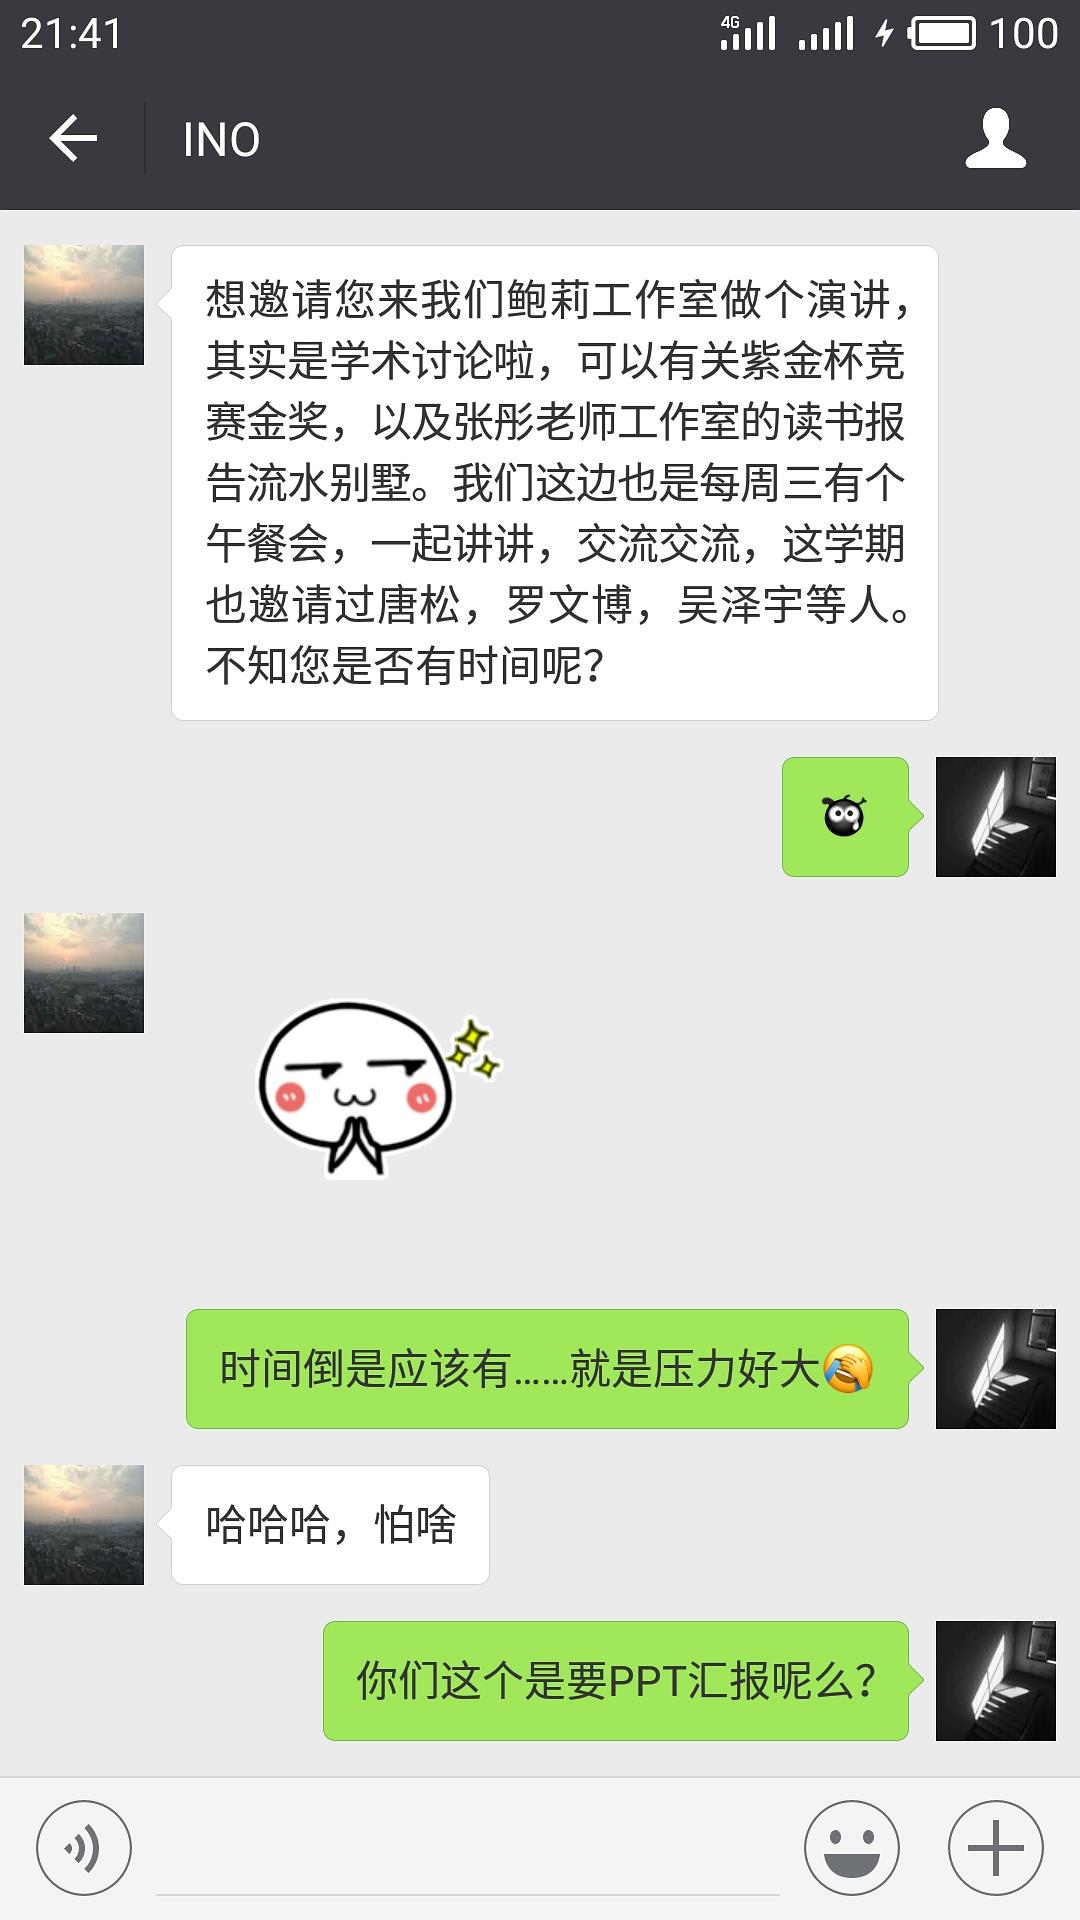 21:41
4G
100
INO
想邀请您来我们鲍莉工作室做个演讲，
其实是学术讨论啦，可以有关紫金杯竞
赛金奖，以及张彤老师工作室的读书报
告流水别墅。我们这边也是每周三有个
午餐会，一起讲讲，交流交流，这学期
也邀请过唐松，罗文博，吴泽宇等人。
不知您是否有时间呢？
时间倒是应该有……就是压力好大🤣
哈哈哈，怕啥
你们这个是要PPT汇报呢么？